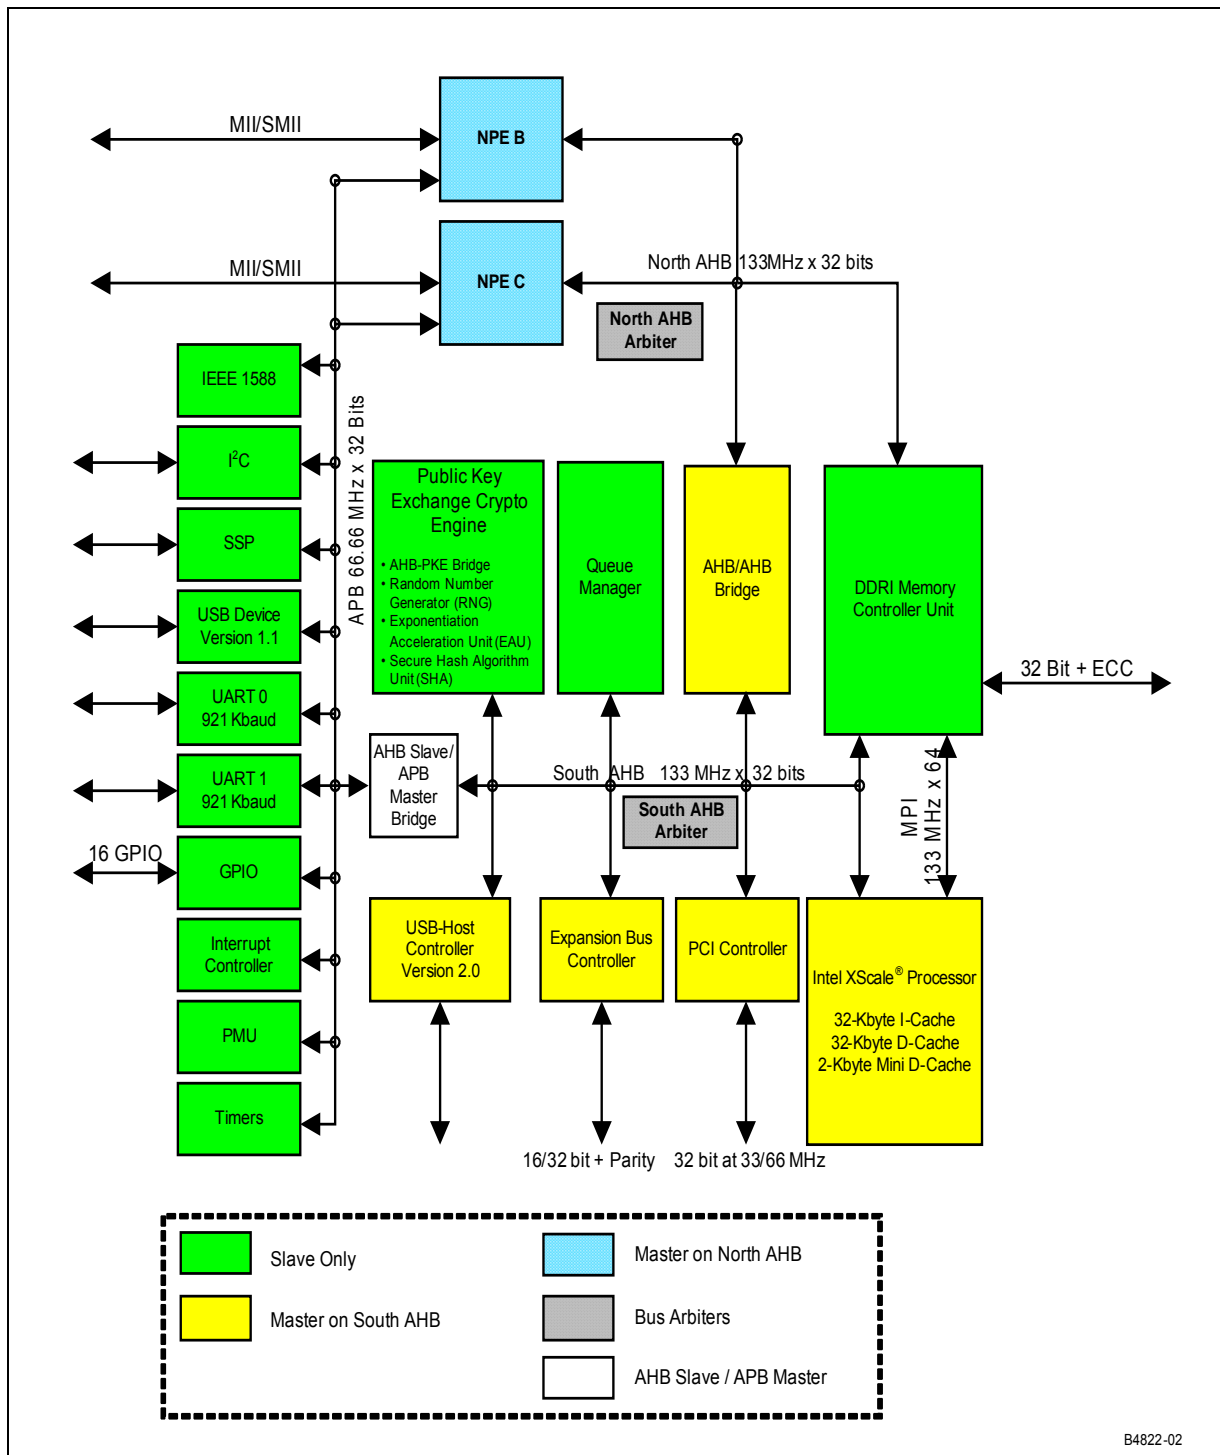 MII/SMII
NPE B
MII/SMII
NPE C
North AHB 133MHz x 32 bits
North AHB
Arbiter
IEEE 1588
I²C
SSP
USB Device
Version 1.1
UART 0
921 Kbaud
UART 1
921 Kbaud
16 GPIO
GPIO
Interrupt
Controller
PMU
Timers
APB 66.66 MHz x 32 Bits
Public Key
Exchange Crypto
Engine
• AHB-PKE Bridge
• Random Number
Generator (RNG)
• Exponentiation
Acceleration Unit (EAU)
• Secure Hash Algorithm
Unit (SHA)
Queue
Manager
AHB/AHB
Bridge
DDRI Memory
Controller Unit
32 Bit + ECC
AHB Slave/
APB
Master
Bridge
South AHB 133 MHz x 32 bits
South AHB
Arbiter
MPI
133 MHz x 64
USB-Host
Controller
Version 2.0
Expansion Bus
Controller
PCI Controller
Intel XScale® Processor
32-Kbyte I-Cache
32-Kbyte D-Cache
2-Kbyte Mini D-Cache
16/32 bit + Parity
32 bit at 33/66 MHz
Slave Only
Master on North AHB
Master on South AHB
Bus Arbiters
AHB Slave / APB Master
B4822-02